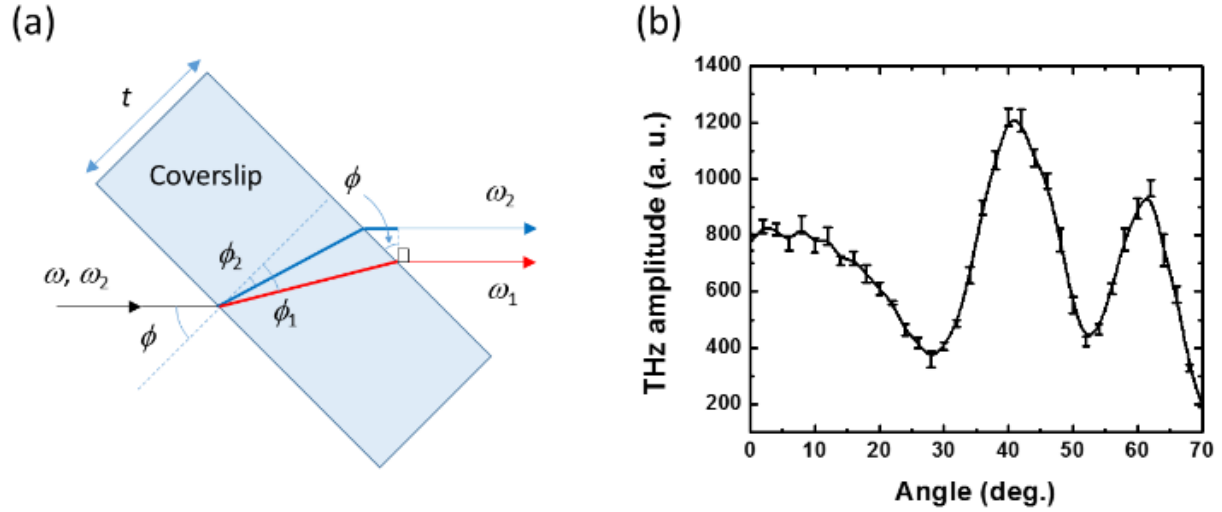 (a)
t
Coverslip
ϕ
ω₂
ϕ₂
ω, ω₂
ϕ₁
ω₁
ϕ
(b)
1400
1200
1000
800
600
400
200
THz amplitude (a. u.)
0 10 20 30 40 50 60 70
Angle (deg.)